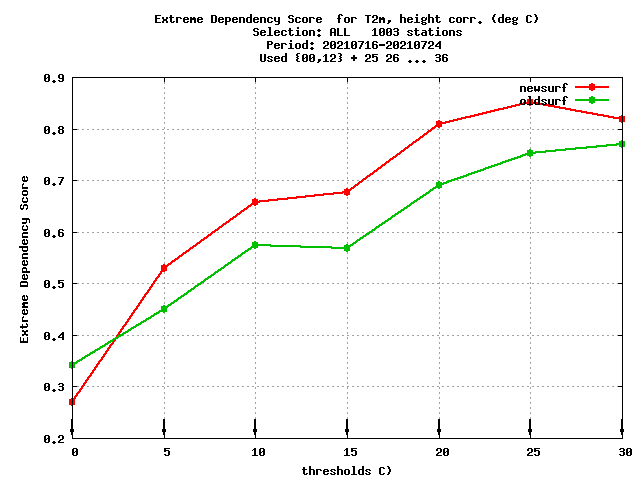 Extreme Dependency Score  for T2m, height corr. (deg C)
Selection: ALL   1003 stations
Period: 20210716-20210724
Used {00,12} + 25 26 ... 36
newsurf
oldsurf
Extreme Dependency Score
0.9
0.8
0.7
0.6
0.5
0.4
0.3
0.2
0 5 10 15 20 25 30
thresholds C)